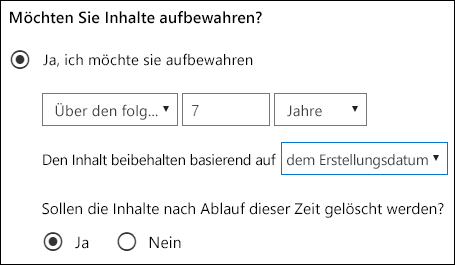 Möchten Sie Inhalte aufbewahren?
Ja, ich möchte sie aufbewahren
Über den folg... 7 Jahre
Den Inhalt beibehalten basierend auf dem Erstellungsdatum
Sollen die Inhalte nach Ablauf dieser Zeit gelöscht werden?
Ja Nein